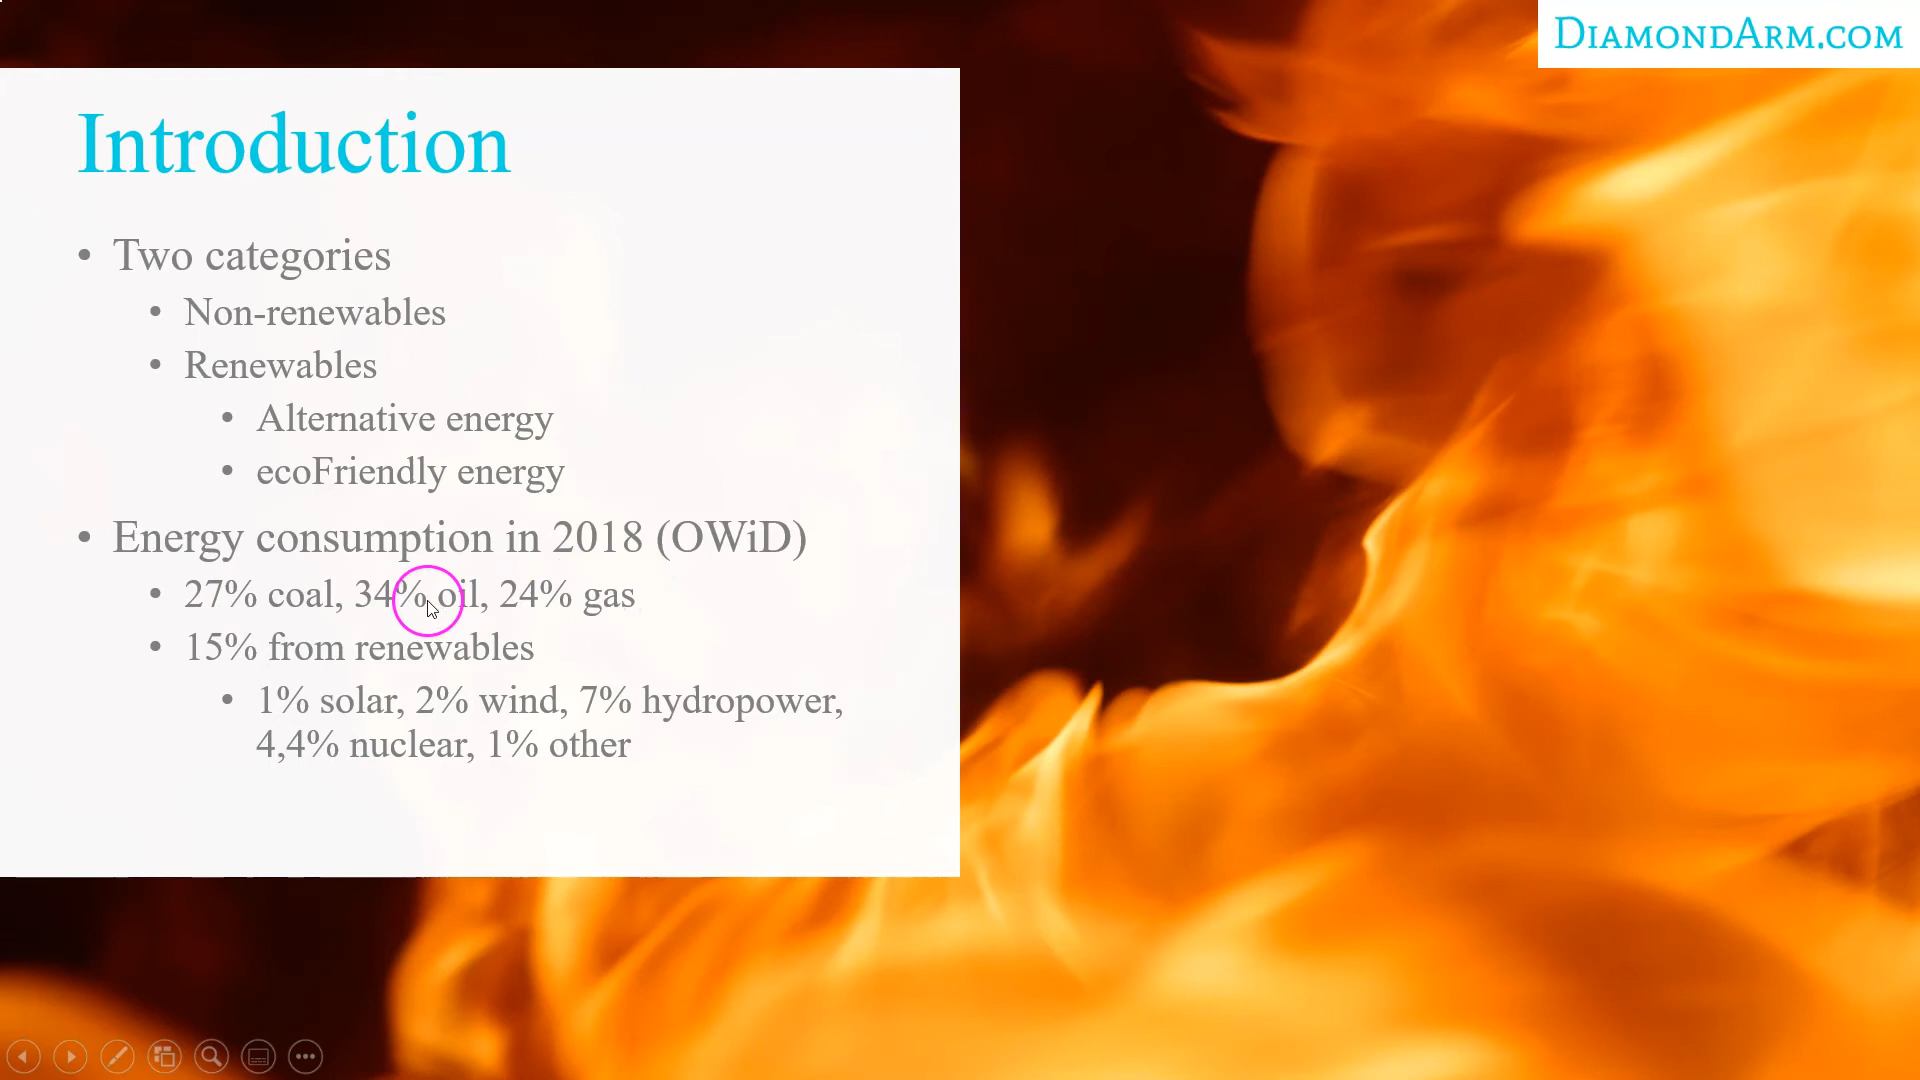 DiamondArm.com
Introduction
• Two categories
• Non-renewables
• Renewables
• Alternative energy
• ecoFriendly energy
• Energy consumption in 2018 (OWiD)
• 27% coal, 34% oil, 24% gas
• 15% from renewables
• 1% solar, 2% wind, 7% hydropower,
4,4% nuclear, 1% other